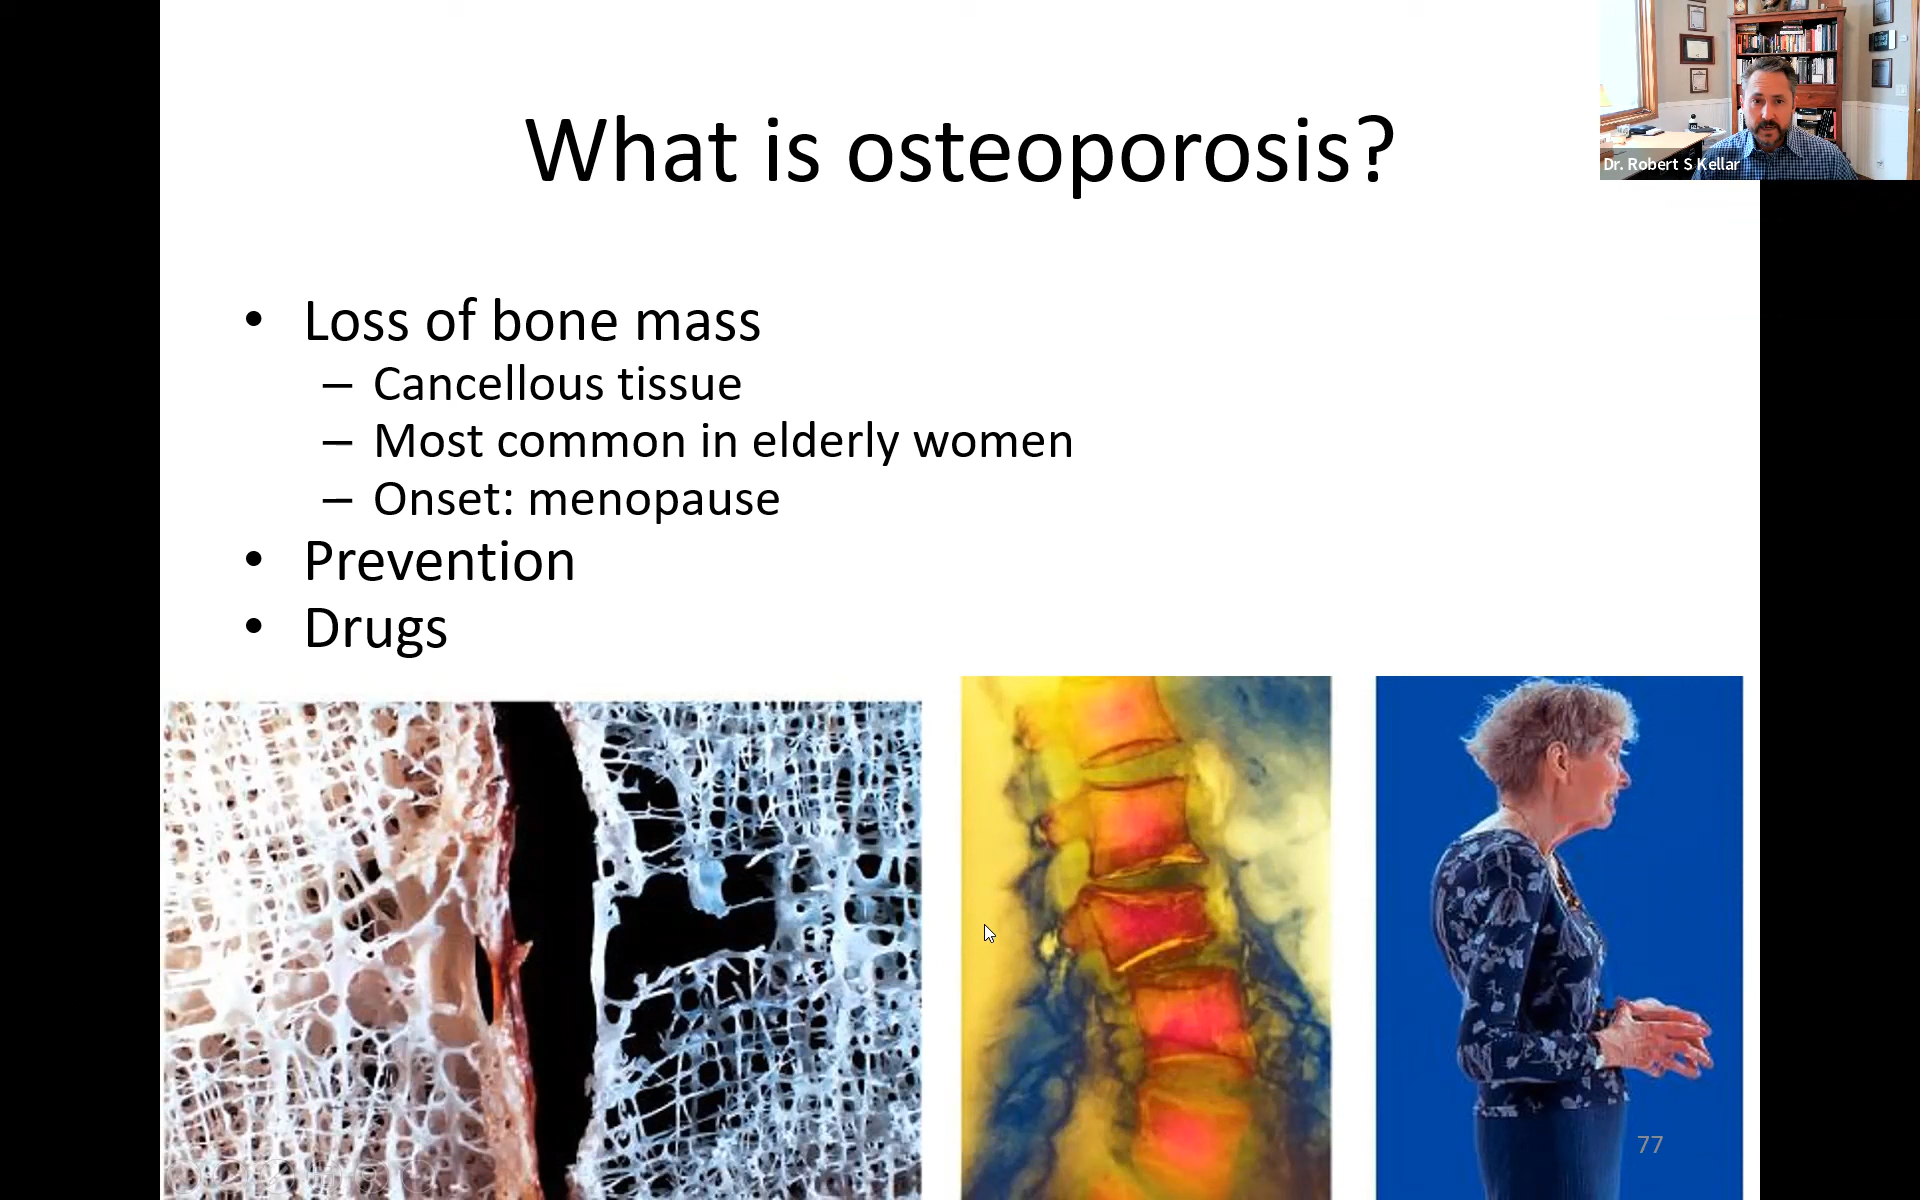 What is osteoporosis?
Dr. Robert S Kellar
• Loss of bone mass
– Cancellous tissue
– Most common in elderly women
– Onset: menopause
• Prevention
• Drugs
77